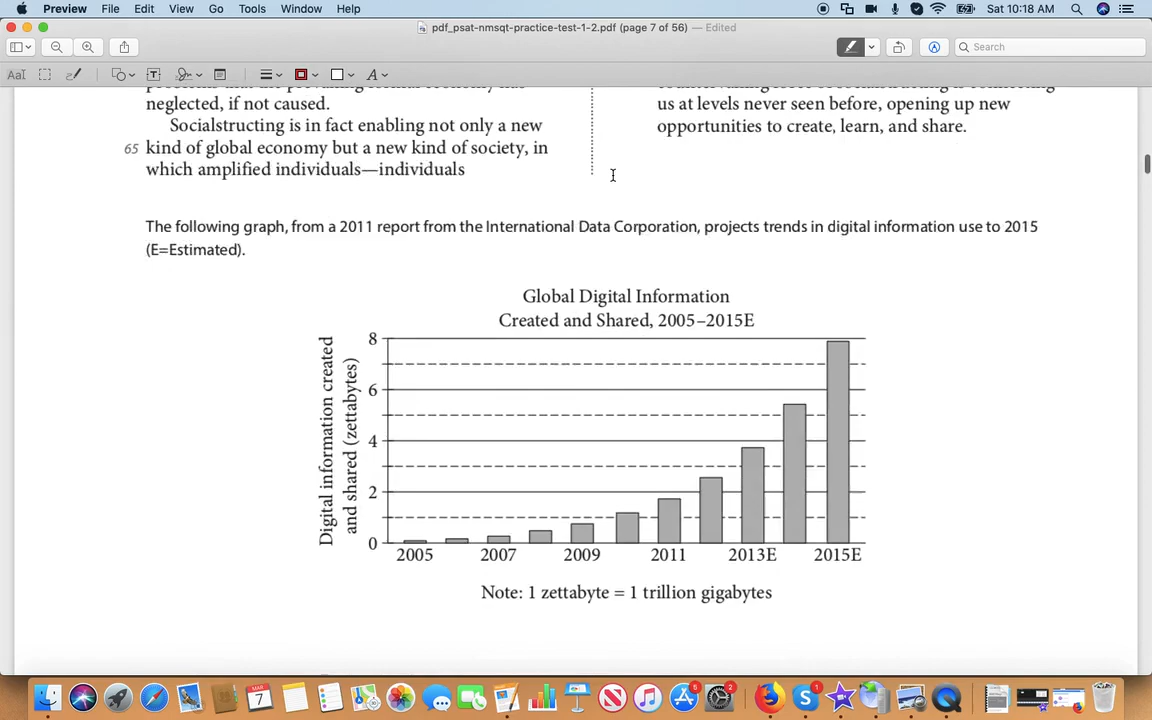 Preview File Edit View Go Tools Window Help Sat 10:18 AM
pdf_psat-nmsqt-practice-test-1-2.pdf (page 7 of 56) — Edited
Search
neglected, if not caused.
Socialstructing is in fact enabling not only a new
65 kind of global economy but a new kind of society, in
which amplified individuals—individuals
us at levels never seen before, opening up new
opportunities to create, learn, and share.
The following graph, from a 2011 report from the International Data Corporation, projects trends in digital information use to 2015
(E=Estimated).
Global Digital Information
Created and Shared, 2005–2015E
Digital information created
and shared (zettabytes)
8
6
4
2
0
2005 2007 2009 2011 2013E 2015E
Note: 1 zettabyte = 1 trillion gigabytes
MAR
7
6
2
1